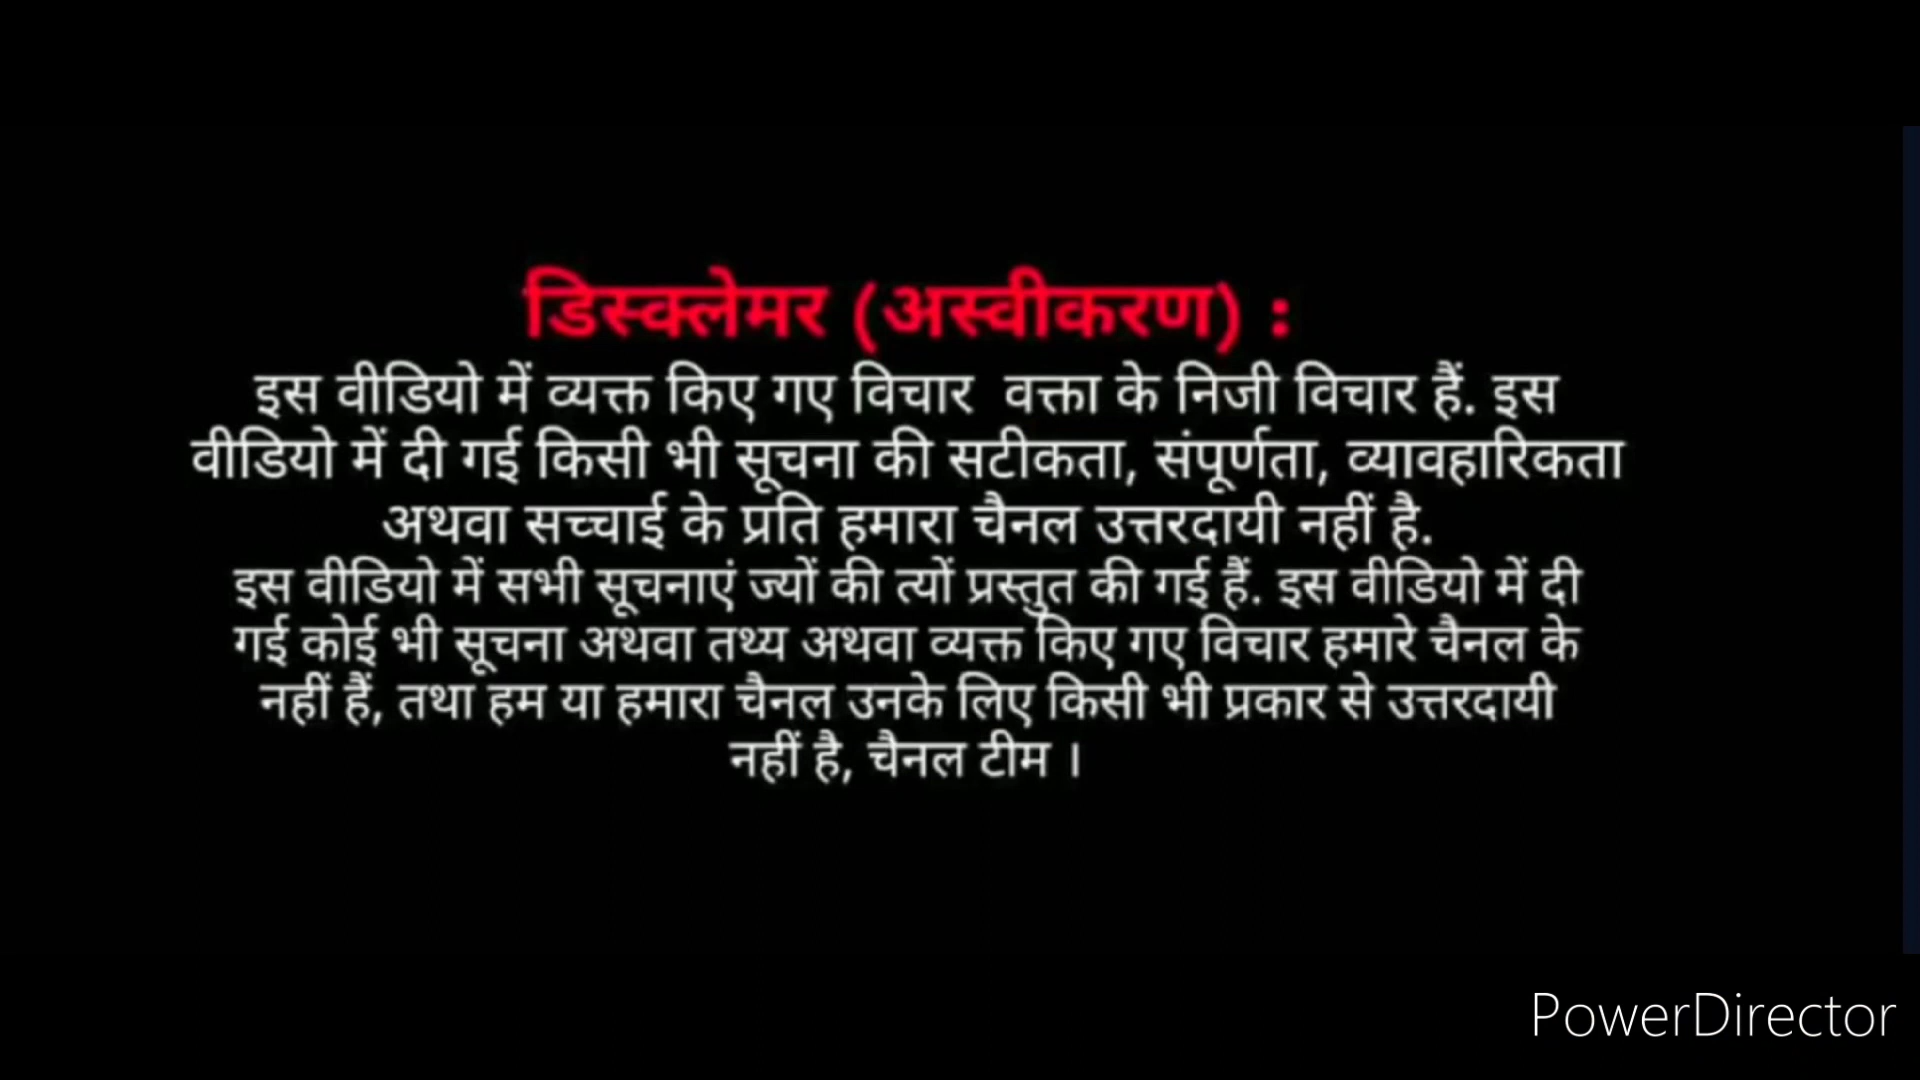 डिस्क्लेमर (अस्वीकरण) :
इस वीडियो में व्यक्त किए गए विचार वक्ता के निजी विचार हैं. इस
वीडियो में दी गई किसी भी सूचना की सटीकता, संपूर्णता, व्यावहारिकता
अथवा सच्चाई के प्रति हमारा चैनल उत्तरदायी नहीं है.
इस वीडियो में सभी सूचनाएं ज्यों की त्यों प्रस्तुत की गई हैं. इस वीडियो में दी
गई कोई भी सूचना अथवा तथ्य अथवा व्यक्त किए गए विचार हमारे चैनल के
नहीं हैं, तथा हम या हमारा चैनल उनके लिए किसी भी प्रकार से उत्तरदायी
नहीं है, चैनल टीम ।
PowerDirector